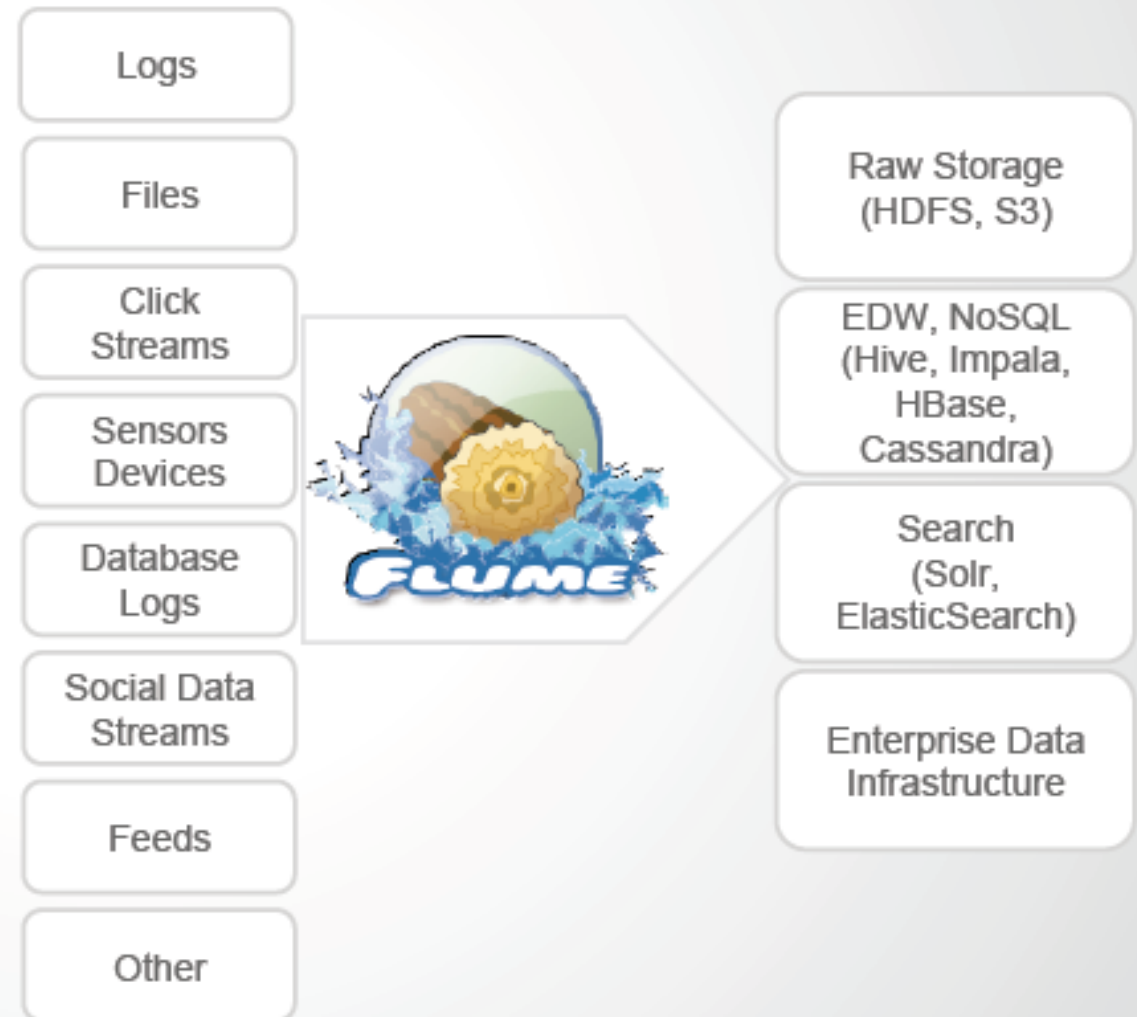 Logs
Files
Click
Streams
Sensors
Devices
Database
Logs
Social Data
Streams
Feeds
Other
FLUME
Raw Storage
(HDFS, S3)
EDW, NoSQL
(Hive, Impala,
HBase,
Cassandra)
Search
(Solr,
ElasticSearch)
Enterprise Data
Infrastructure